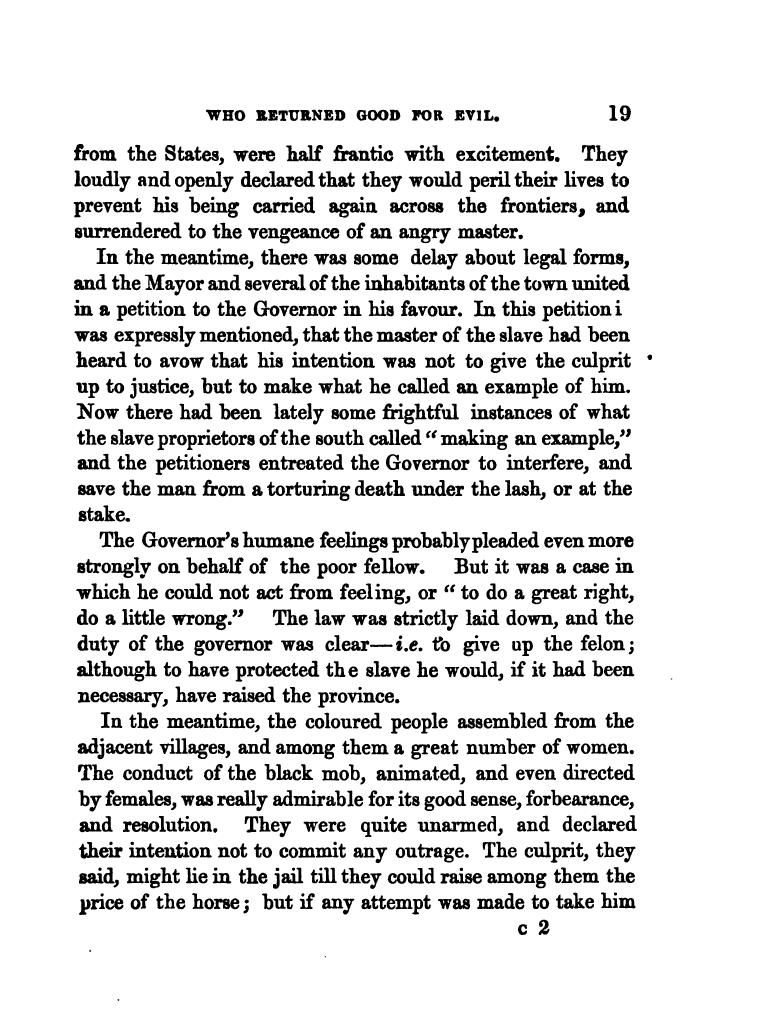 WHO RETURNED GOOD FOR EVIL. 19
from the States, were half frantic with excitement. They
loudly and openly declared that they would peril their lives to
prevent his being carried again across the frontiers, and
surrendered to the vengeance of an angry master.
In the meantime, there was some delay about legal forms,
and the Mayor and several of the inhabitants of the town united
in a petition to the Governor in his favour. In this petition i
was expressly mentioned, that the master of the slave had been
heard to avow that his intention was not to give the culprit
up to justice, but to make what he called an example of him.
Now there had been lately some frightful instances of what
the slave proprietors of the south called “ making an example,”
and the petitioners entreated the Governor to interfere, and
save the man from a torturing death under the lash, or at the
stake.
The Governor’s humane feelings probably pleaded even more
strongly on behalf of the poor fellow. But it was a case in
which he could not act from feeling, or “ to do a great right,
do a little wrong.” The law was strictly laid down, and the
duty of the governor was clear—i.e. to give up the felon;
although to have protected the slave he would, if it had been
necessary, have raised the province.
In the meantime, the coloured people assembled from the
adjacent villages, and among them a great number of women.
The conduct of the black mob, animated, and even directed
by females, was really admirable for its good sense, forbearance,
and resolution. They were quite unarmed, and declared
their intention not to commit any outrage. The culprit, they
said, might lie in the jail till they could raise among them the
price of the horse; but if any attempt was made to take him
c 2